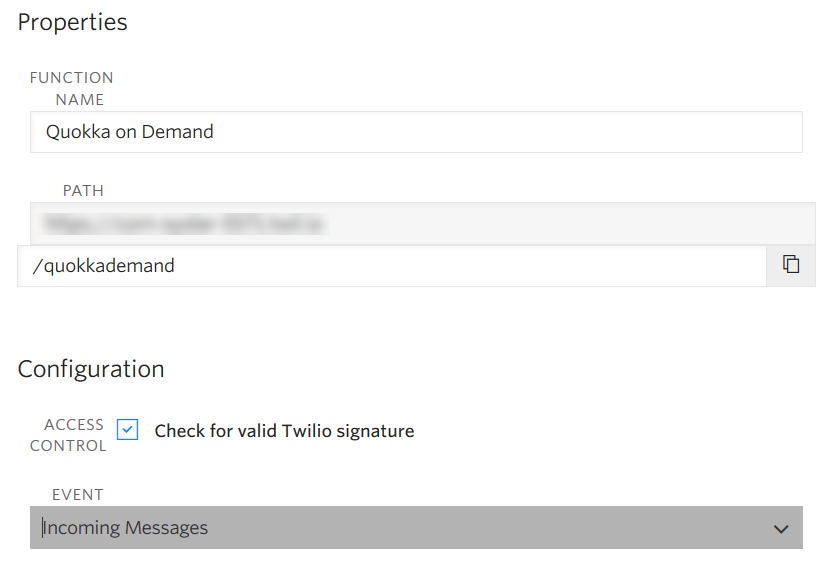 Properties
FUNCTION
NAME
Quokka on Demand
PATH
/quokkademand
Configuration
ACCESS
CONTROL
Check for valid Twilio signature
EVENT
Incoming Messages